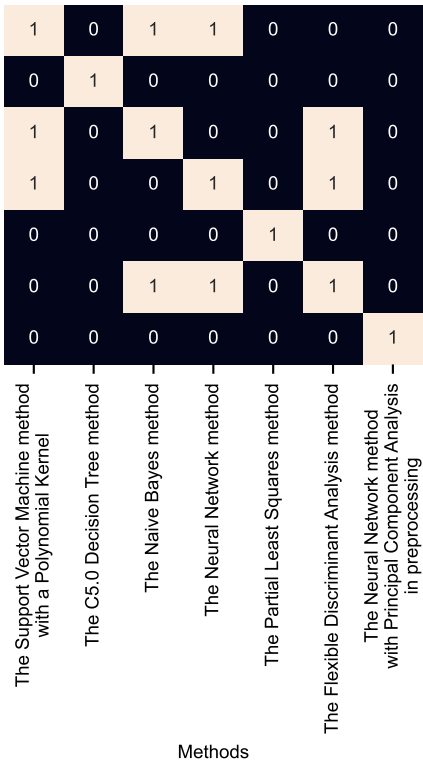 1 0 1 1 0 0 0
0 1 0 0 0 0 0
1 0 1 0 0 1 0
1 0 0 1 0 1 0
0 0 0 0 1 0 0
0 0 1 1 0 1 0
0 0 0 0 0 0 1
The Support Vector Machine method
with a Polynomial Kernel
The C5.0 Decision Tree method
The Naive Bayes method
The Neural Network method
The Partial Least Squares method
The Flexible Discriminant Analysis method
The Neural Network method
with Principal Component Analysis
in preprocessing
Methods